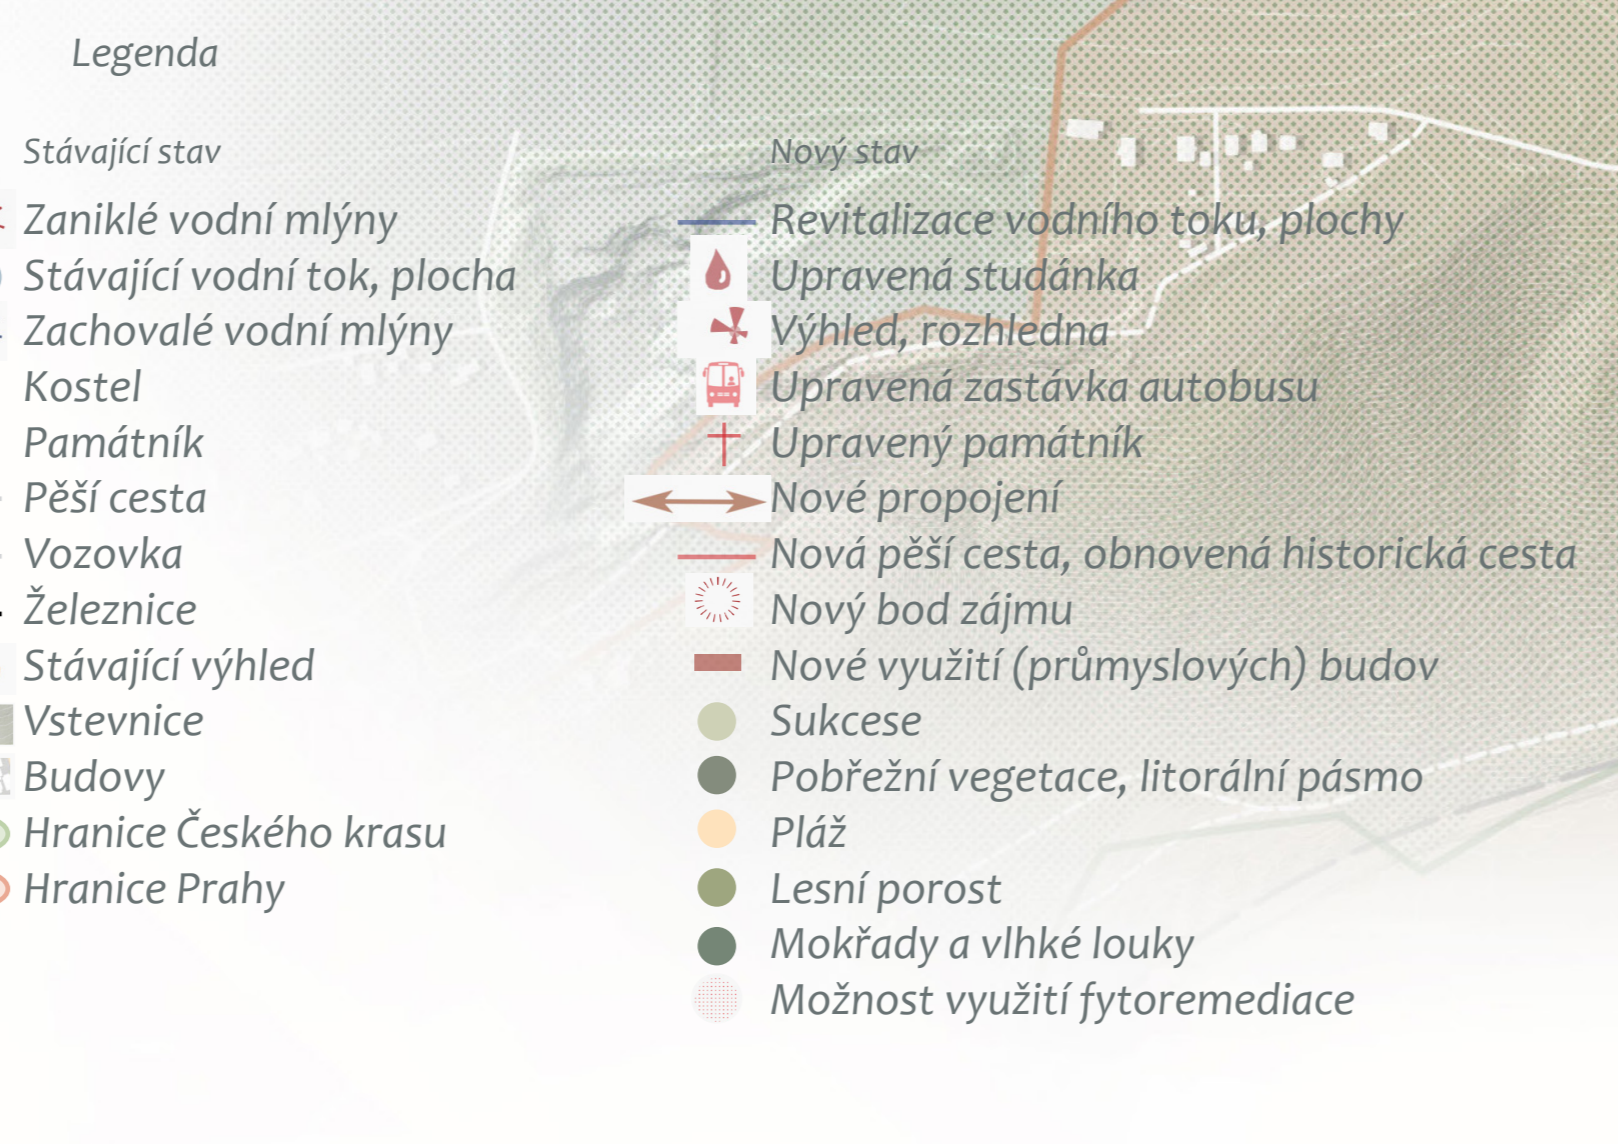 Legenda
Stávající stav
Zaniklé vodní mlýny
Stávající vodní tok, plocha
Zachovalé vodní mlýny
Kostel
Památník
Pěší cesta
Vozovka
Železnice
Stávající výhled
Vstevnice
Budovy
Hranice Českého krasu
Hranice Prahy
Nový stav
Revitalizace vodního toku, plochy
Upravená studánka
Výhled, rozhledna
Upravená zastávka autobusu
Upravený památník
Nové propojení
Nová pěší cesta, obnovená historická cesta
Nový bod zájmu
Nové využití (průmyslových) budov
Sukcese
Pobřežní vegetace, litorální pásmo
Pláž
Lesní porost
Mokřady a vlhké louky
Možnost využití fytoremediace